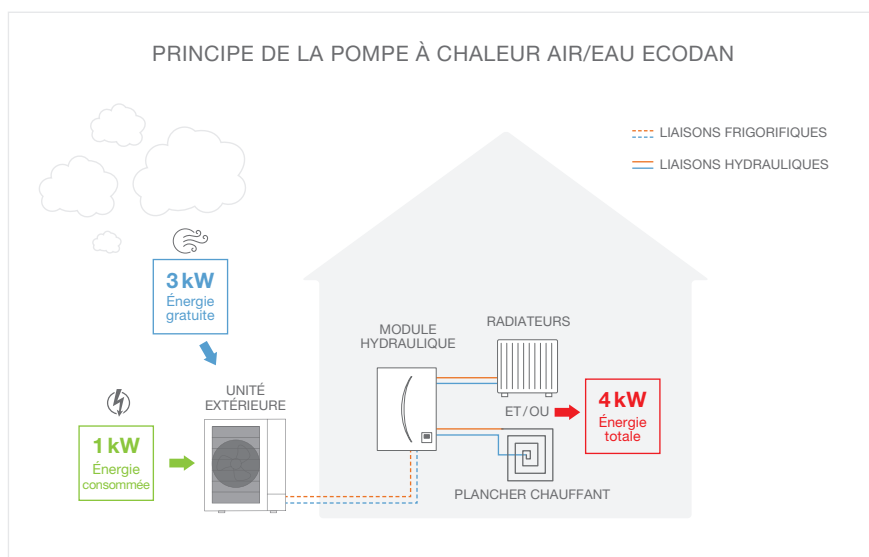 PRINCIPE DE LA POMPE À CHALEUR AIR/EAU ECODAN
LIAISONS FRIGORIFIQUES
LIAISONS HYDRAULIQUES
3 kW
Énergie
gratuite
MODULE
HYDRAULIQUE
RADIATEURS
UNITÉ
EXTÉRIEURE
ET / OU
4 kW
Énergie
totale
1 kW
Énergie
consommée
PLANCHER CHAUFFANT